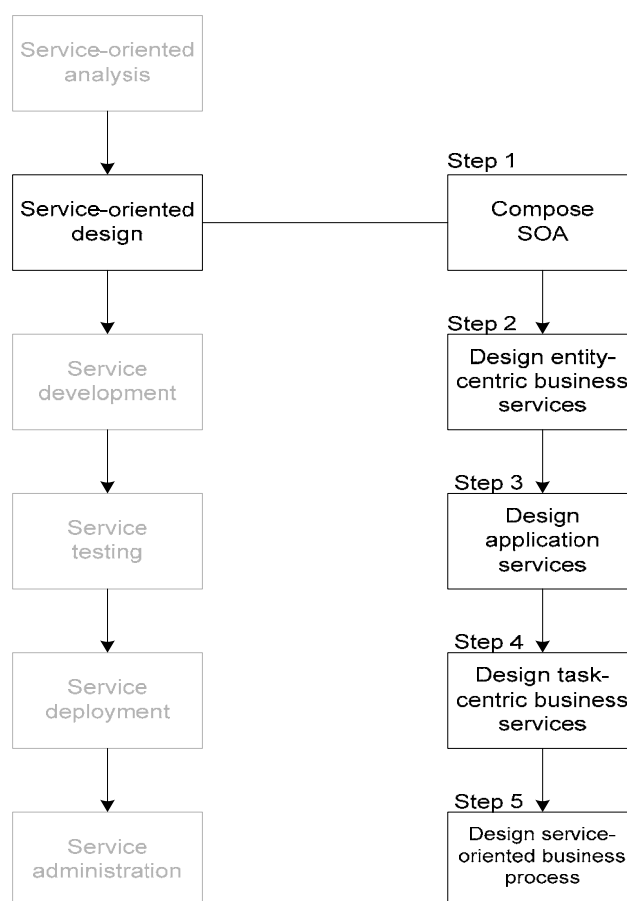 Service-oriented
analysis
Service-oriented
design
Service
development
Service
testing
Service
deployment
Service
administration
Step 1
Compose
SOA
Step 2
Design entity-
centric business
services
Step 3
Design
application
services
Step 4
Design task-
centric business
services
Step 5
Design service-
oriented business
process